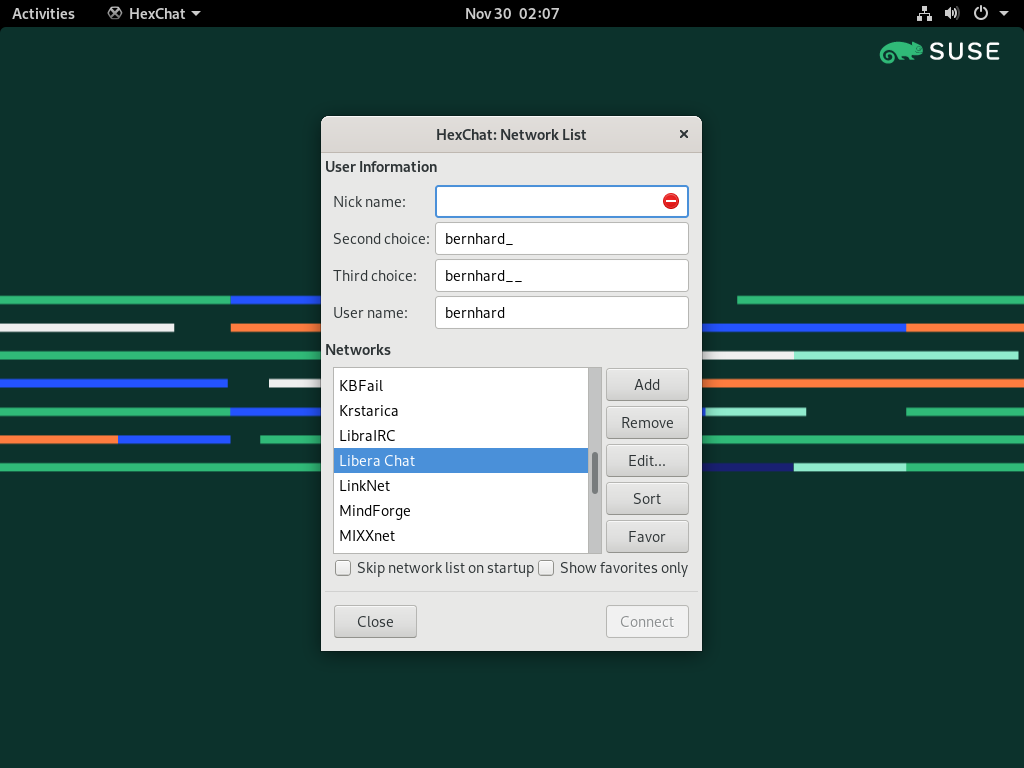 Activities HexChat Nov 30 02:07
SUSE
HexChat: Network List
User Information
Nick name:
Second choice: bernhard_
Third choice: bernhard__
User name: bernhard
Networks
KBFail
Krstarica
LibraIRC
Libera Chat
LinkNet
MindForge
MIXXnet
Add
Remove
Edit...
Sort
Favor
Skip network list on startup Show favorites only
Close Connect